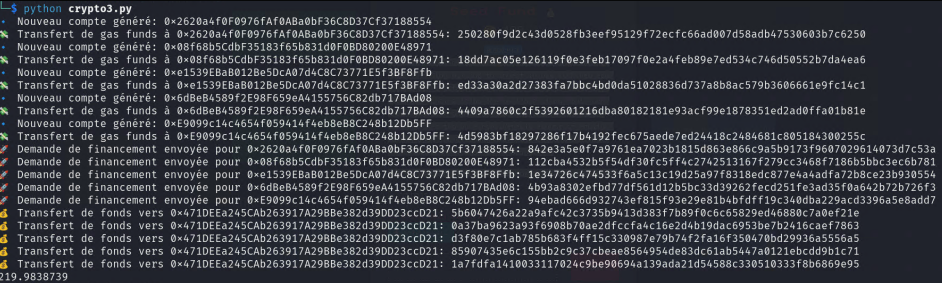 $ python crypto3.py
Nouveau compte généré: 0×2620a4f0F0976fAf0ABa0bF36C8D37Cf37188554
Transfert de gas funds à 0×2620a4f0F0976fAf0ABa0bF36C8D37Cf37188554: 250280f9d2c43d0528fb3eef95129f72ecfc66ad007d58adb47530603b7c6250
Nouveau compte généré: 0×08f68b5CdbF35183f65b831d0F0BD80200E48971
Transfert de gas funds à 0×08f68b5CdbF35183f65b831d0F0BD80200E48971: 18dd7ac05e126119f0e3feb17097f0e2a4feb89e7ed534c746d50552b7da4ea6
Nouveau compte généré: 0×e1539EBaB012Be5DcA07d4C8C73771E5f3BF8Ffb
Transfert de gas funds à 0×e1539EBaB012Be5DcA07d4C8C73771E5f3BF8Ffb: ed33a30a2d27383fa7bbc4bd0da51028836d737a8b8ac579b3606661e9fc14c1
Nouveau compte généré: 0×6dBeB4589f2E98F659eA4155756C82db717BAd08
Transfert de gas funds à 0×6dBeB4589f2E98F659eA4155756C82db717BAd08: 4409a7860c2f5392601216dba80182181e93acf99e1878351ed2ad0ffa01b81e
Nouveau compte généré: 0×E9099c14c4654f059414f4eb8eB8C248b12Db5FF
Transfert de gas funds à 0×E9099c14c4654f059414f4eb8eB8C248b12Db5FF: 4d5983bf18297286f17b4192fec675aede7ed24418c2484681c805184300255c
Demande de financement envoyée pour 0×2620a4f0F0976fAf0ABa0bF36C8D37Cf37188554: 842e3a5e0f7a9761ea7023b1815d863e866c9a5b9173f9607029614073d7c53a
Demande de financement envoyée pour 0×08f68b5CdbF35183f65b831d0F0BD80200E48971: 112cba4532b5f54df30fc5ff4c2742513167f279cc3468f7186b5bbc3ec6b781
Demande de financement envoyée pour 0×e1539EBaB012Be5DcA07d4C8C73771E5f3BF8Ffb: 1e34726c474533f6a5c13c19d25a97f8318edc877e4a4adfa72b8ce23b930554
Demande de financement envoyée pour 0×6dBeB4589f2E98F659eA4155756C82db717BAd08: 4b93a8302efbd77df561d12b5bc33d39262fecd251fe3ad35f0a642b72b726f3
Demande de financement envoyée pour 0×E9099c14c4654f059414f4eb8eB8C248b12Db5FF: 94ebad666d932743ef815f93e29e81b4bfdff19c340dba229acd3396a5e8add7
Transfert de fonds vers 0×471DEEa245CAb263917A29BBe382d39DD23ccD21: 5b6047426a22a9afc42c3735b9413d383f7b89f0c6c65829ed46880c7a0ef21e
Transfert de fonds vers 0×471DEEa245CAb263917A29BBe382d39DD23ccD21: 0a37ba9623a93f6908b70ae2dfccfa4c16e2d4b19dac6953be7b2416caef7863
Transfert de fonds vers 0×471DEEa245CAb263917A29BBe382d39DD23ccD21: d3f80e7c1ab785b683f4ff15c330987e79b74f2fa16f350470bd29936a5556a5
Transfert de fonds vers 0×471DEEa245CAb263917A29BBe382d39DD23ccD21: 85907435e6c155bb2c9c37cbeae8564954de83dc61ab5447a0121ebcdd9b1c71
Transfert de fonds vers 0×471DEEa245CAb263917A29BBe382d39DD23ccD21: 1a7fdfa1410033117024c9be90694a139ada21d54588c330510333f8b6869e95
219.9838739